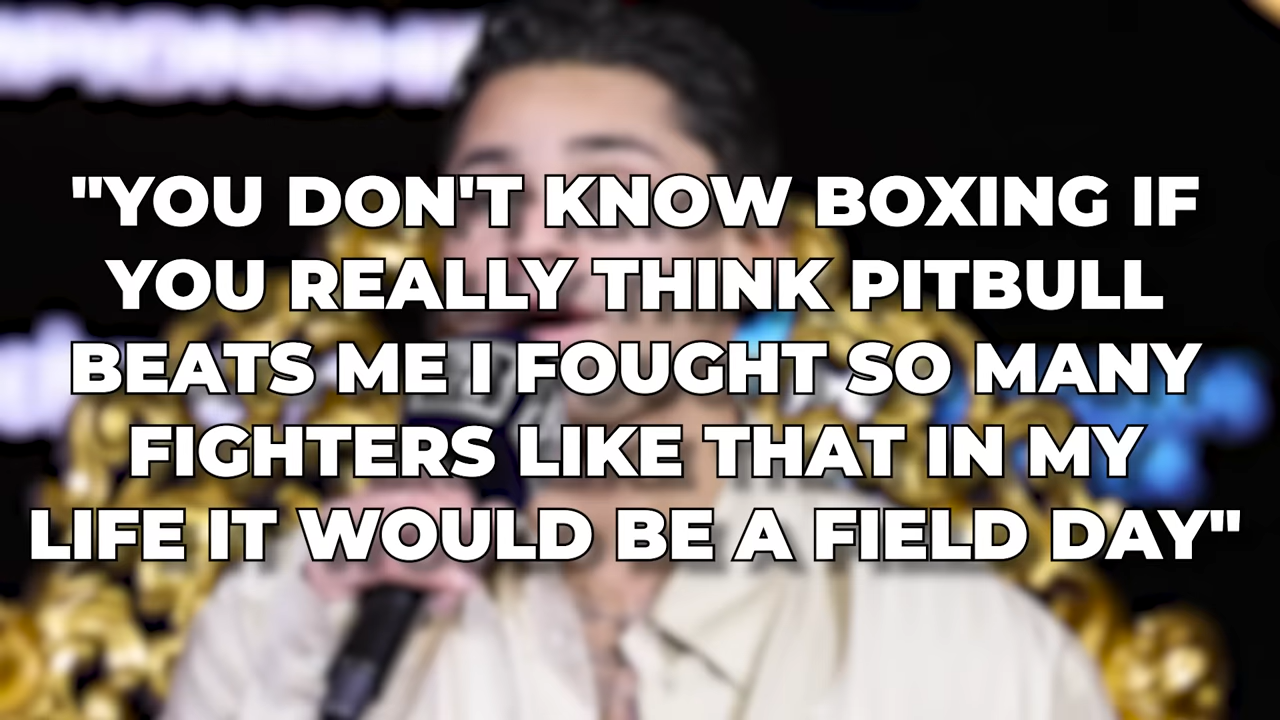 "YOU DON'T KNOW BOXING IF
YOU REALLY THINK PITBULL
BEATS ME I FOUGHT SO MANY
FIGHTERS LIKE THAT IN MY
LIFE IT WOULD BE A FIELD DAY"